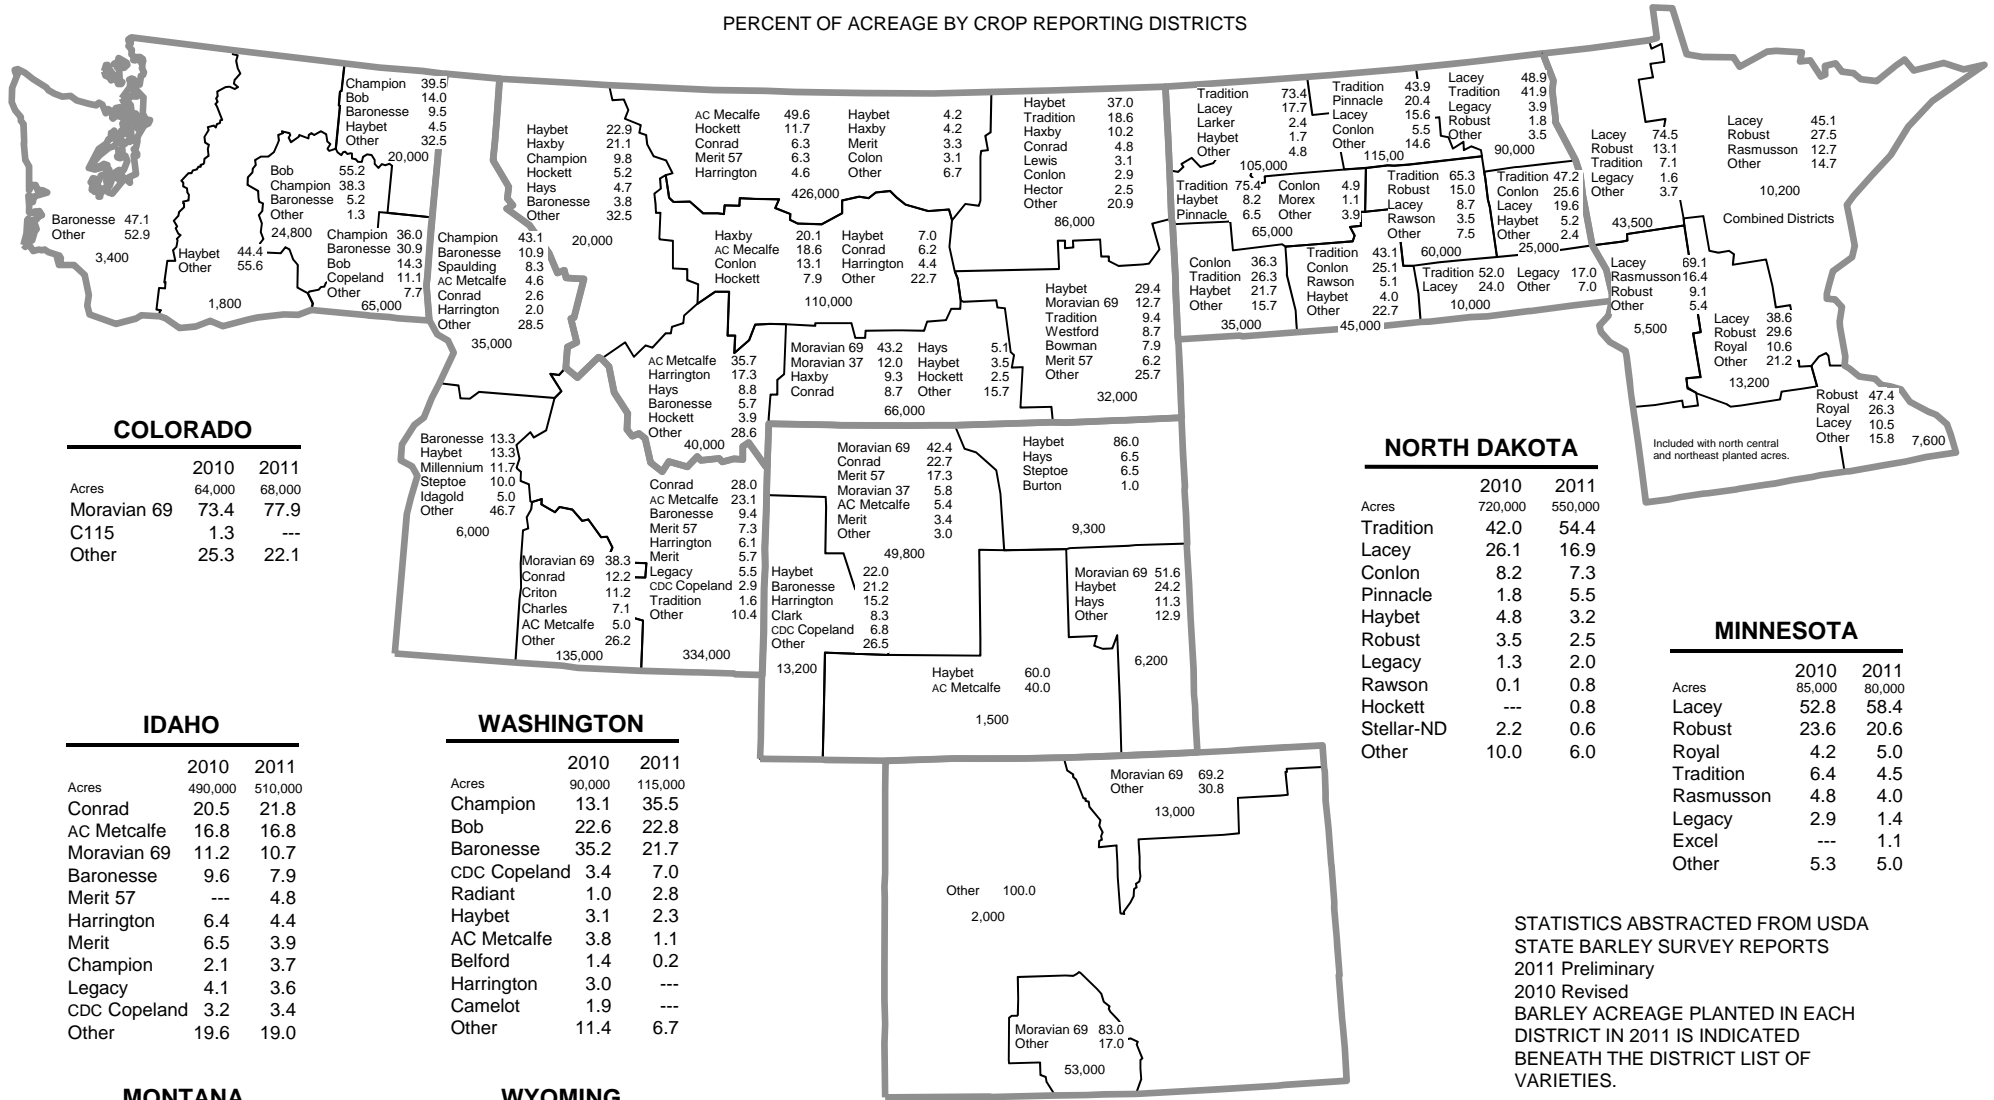 PERCENT OF ACREAGE BY CROP REPORTING DISTRICTS
Baronesse 47.1
Other 52.9
3,400
Haybet 44.4
Other 55.6
1,800
Champion 39.5
Bob 14.0
Baronesse 9.5
Haybet 4.5
Other 32.5
20,000
Bob 55.2
Champion 38.3
Baronesse 5.2
Other 1.3
24,800
Champion 36.0
Baronesse 30.9
Bob 14.3
Copeland 11.1
Other 7.7
65,000
Champion 43.1
Baronesse 10.9
Spaulding 8.3
AC Metcalfe 4.6
Conrad 2.6
Harrington 2.0
Other 28.5
35,000
Haybet 22.9
Haxby 21.1
Champion 9.8
Hockett 5.2
Hays 4.7
Baronesse 3.8
Other 32.5
20,000
AC Mecalfe 49.6 Haybet 4.2
Hockett 11.7 Haxby 4.2
Conrad 6.3 Merit 3.3
Merit 57 6.3 Colon 3.1
Harrington 4.6 Other 6.7
426,000
Haybet 37.0
Tradition 18.6
Haxby 10.2
Conrad 4.8
Lewis 3.1
Conlon 2.9
Hector 2.5
Other 20.9
86,000
Haxby 20.1 Haybet 7.0
AC Mecalfe 18.6 Conrad 6.2
Conlon 13.1 Harrington 4.4
Hockett 7.9 Other 22.7
110,000
Haybet 29.4
Moravian 69 12.7
Tradition 9.4
Westford 8.7
Bowman 7.9
Merit 57 6.2
Other 25.7
32,000
AC Metcalfe 35.7
Harrington 17.3
Hays 8.8
Baronesse 5.7
Hockett 3.9
Other 28.6
40,000
Moravian 69 43.2 Hays 5.1
Moravian 37 12.0 Haybet 3.5
Haxby 9.3 Hockett 2.5
Conrad 8.7 Other 15.7
66,000
Tradition 73.4
Lacey 17.7
Larker 2.4
Haybet 1.7
Other 4.8
105,000
Tradition 43.9
Pinnacle 20.4
Lacey 15.6
Conlon 5.5
Other 14.6
115,00
Lacey 48.9
Tradition 41.9
Legacy 3.9
Robust 1.8
Other 3.5
90,000
Tradition 75.4 Conlon 4.9
Haybet 8.2 Morex 1.1
Pinnacle 6.5 Other 3.9
65,000
Tradition 65.3
Robust 15.0
Lacey 8.7
Rawson 3.5
Other 7.5
60,000
Tradition 47.2
Conlon 25.6
Lacey 19.6
Haybet 5.2
Other 2.4
25,000
Conlon 36.3
Tradition 26.3
Haybet 21.7
Other 15.7
35,000
Tradition 43.1
Conlon 25.1
Rawson 5.1
Haybet 4.0
Other 22.7
45,000
Tradition 52.0 Legacy 17.0
Lacey 24.0 Other 7.0
10,000
Lacey 74.5
Robust 13.1
Tradition 7.1
Legacy 1.6
Other 3.7
43,500
Lacey 45.1
Robust 27.5
Rasmusson 12.7
Other 14.7
10,200
Combined Districts
Lacey 69.1
Rasmusson 16.4
Robust 9.1
Other 5.4
5,500
Lacey 38.6
Robust 29.6
Royal 10.6
Other 21.2
13,200
Robust 47.4
Royal 26.3
Lacey 10.5
Other 15.8 7,600
Included with north central
and northeast planted acres.
Baronesse 13.3
Haybet 13.3
Millennium 11.7
Steptoe 10.0
Idagold 5.0
Other 46.7
6,000
Moravian 69 38.3
Conrad 12.2
Criton 11.2
Charles 7.1
AC Metcalfe 5.0
Other 26.2
135,000
Conrad 28.0
AC Metcalfe 23.1
Baronesse 9.4
Merit 57 7.3
Harrington 6.1
Merit 5.7
Legacy 5.5
CDC Copeland 2.9
Tradition 1.6
Other 10.4
334,000
Moravian 69 42.4
Conrad 22.7
Merit 57 17.3
Moravian 37 5.8
AC Metcalfe 5.4
Merit 3.4
Other 3.0
49,800
Haybet 86.0
Hays 6.5
Steptoe 6.5
Burton 1.0
9,300
Haybet 22.0
Baronesse 21.2
Harrington 15.2
Clark 8.3
CDC Copeland 6.8
Other 26.5
13,200
Moravian 69 51.6
Haybet 24.2
Hays 11.3
Other 12.9
6,200
Haybet 60.0
AC Metcalfe 40.0
1,500
Moravian 69 69.2
Other 30.8
13,000
Other 100.0
2,000
Moravian 69 83.0
Other 17.0
53,000
COLORADO
2010 2011
Acres 64,000 68,000
Moravian 69 73.4 77.9
C115 1.3 ---
Other 25.3 22.1
IDAHO
2010 2011
Acres 490,000 510,000
Conrad 20.5 21.8
AC Metcalfe 16.8 16.8
Moravian 69 11.2 10.7
Baronesse 9.6 7.9
Merit 57 --- 4.8
Harrington 6.4 4.4
Merit 6.5 3.9
Champion 2.1 3.7
Legacy 4.1 3.6
CDC Copeland 3.2 3.4
Other 19.6 19.0
WASHINGTON
2010 2011
Acres 90,000 115,000
Champion 13.1 35.5
Bob 22.6 22.8
Baronesse 35.2 21.7
CDC Copeland 3.4 7.0
Radiant 1.0 2.8
Haybet 3.1 2.3
AC Metcalfe 3.8 1.1
Belford 1.4 0.2
Harrington 3.0 ---
Camelot 1.9 ---
Other 11.4 6.7
NORTH DAKOTA
2010 2011
Acres 720,000 550,000
Tradition 42.0 54.4
Lacey 26.1 16.9
Conlon 8.2 7.3
Pinnacle 1.8 5.5
Haybet 4.8 3.2
Robust 3.5 2.5
Legacy 1.3 2.0
Rawson 0.1 0.8
Hockett --- 0.8
Stellar-ND 2.2 0.6
Other 10.0 6.0
MINNESOTA
2010 2011
Acres 85,000 80,000
Lacey 52.8 58.4
Robust 23.6 20.6
Royal 4.2 5.0
Tradition 6.4 4.5
Rasmusson 4.8 4.0
Legacy 2.9 1.4
Excel --- 1.1
Other 5.3 5.0
STATISTICS ABSTRACTED FROM USDA
STATE BARLEY SURVEY REPORTS
2011 Preliminary
2010 Revised
BARLEY ACREAGE PLANTED IN EACH
DISTRICT IN 2011 IS INDICATED
BENEATH THE DISTRICT LIST OF
VARIETIES.
MONTANA
WYOMING